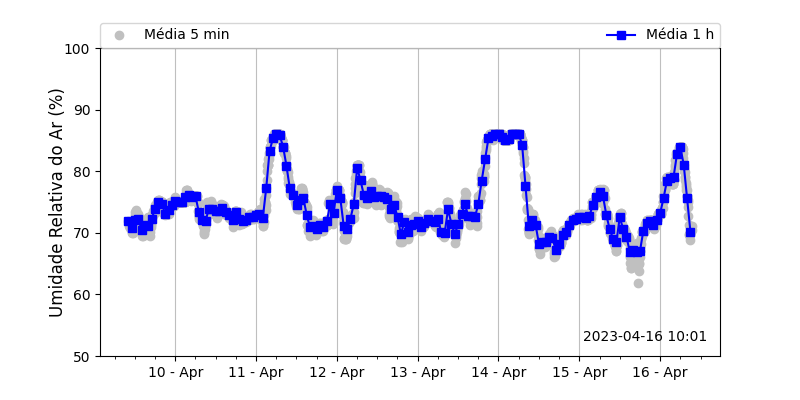 Média 5 min Média 1 h
Umidade Relativa do Ar (%)
100
90
80
70
60
50
2023-04-16 10:01
10 - Apr 11 - Apr 12 - Apr 13 - Apr 14 - Apr 15 - Apr 16 - Apr